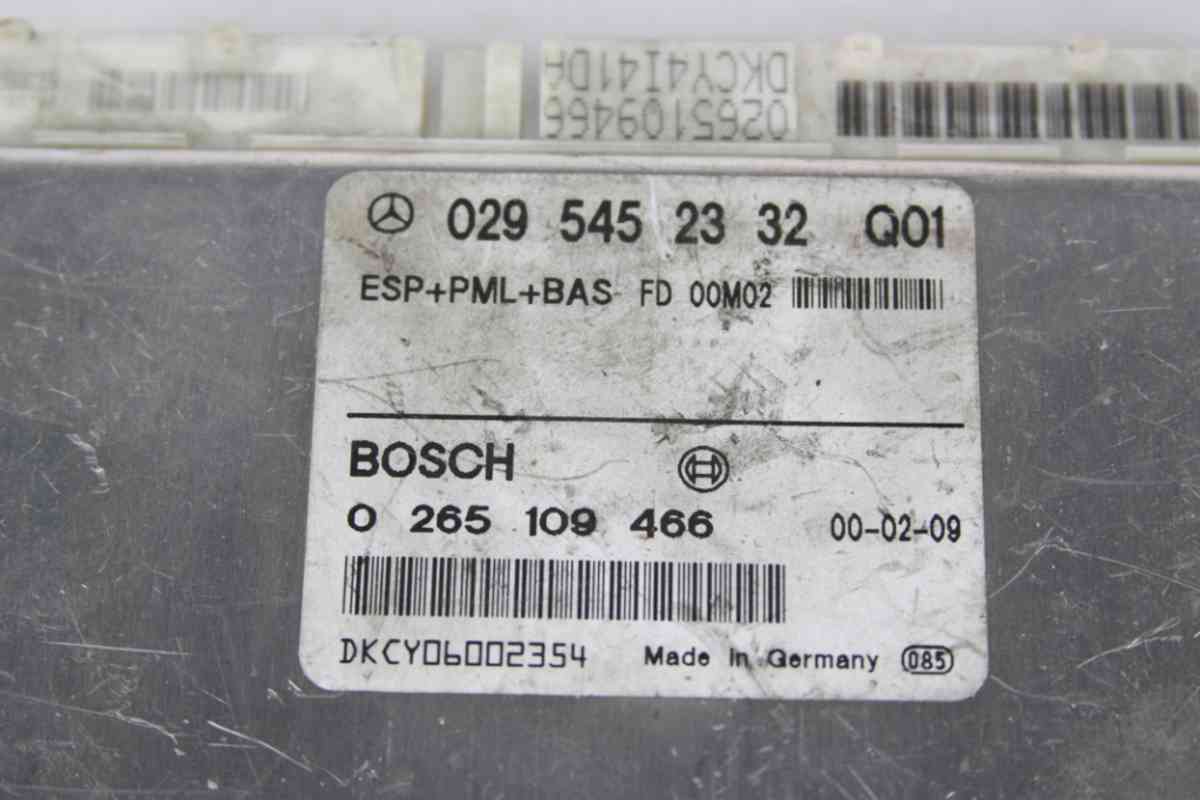 DKCY4I41DA
0265109466
029 545 23 32 Q01
ESP+PML+BAS FD 00M02
BOSCH
0 265 109 466 00-02-09
DKCY06002354 Made in Germany 085